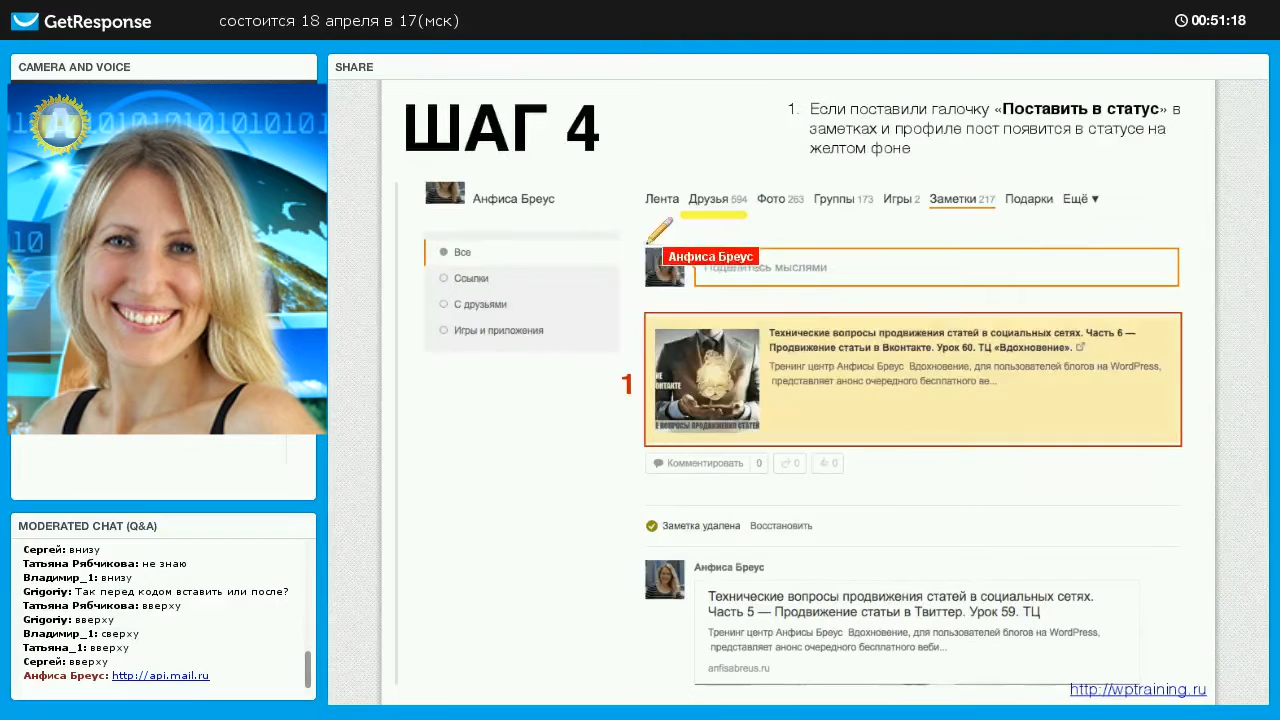 GetResponse
состоится 18 апреля в 17(мск)
00:51:18
CAMERA AND VOICE
MODERATED CHAT (Q&A)
Сергей: внизу
Татьяна Рябчикова: не знаю
Владимир_1: внизу
Grigoriy: Так перед кодом вставить или после?
Татьяна Рябчикова: вверху
Grigoriy: вверху
Владимир_1: сверху
Татьяна_1: вверху
Сергей: вверху
Анфиса Бреус: http://api.mail.ru
SHARE
ШАГ 4
1. Если поставили галочку «Поставить в статус» в
заметках и профиле пост появится в статусе на
желтом фоне
Анфиса Бреус
Лента Друзья 594 Фото 263 Группы 173 Игры 2 Заметки 217 Подарки Ещё ▾
Все
Ссылки
С друзьями
Игры и приложения
Анфиса Бреус
Поделитесь мыслями
1
Технические вопросы продвижения статей в социальных сетях. Часть 6 —
Продвижение статьи в Вконтакте. Урок 60. ТЦ «Вдохновение».
Тренинг центр Анфисы Бреус Вдохновение, для пользователей блогов на WordPress,
представляет анонс очередного бесплатного ве...
Комментировать 0 0 0
Заметка удалена Восстановить
Анфиса Бреус
Технические вопросы продвижения статей в социальных сетях.
Часть 5 — Продвижение статьи в Твиттер. Урок 59. ТЦ
Тренинг центр Анфисы Бреус Вдохновение, для пользователей блогов на WordPress,
представляет анонс очередного бесплатного веби...
anfisabreus.ru
http://wptraining.ru